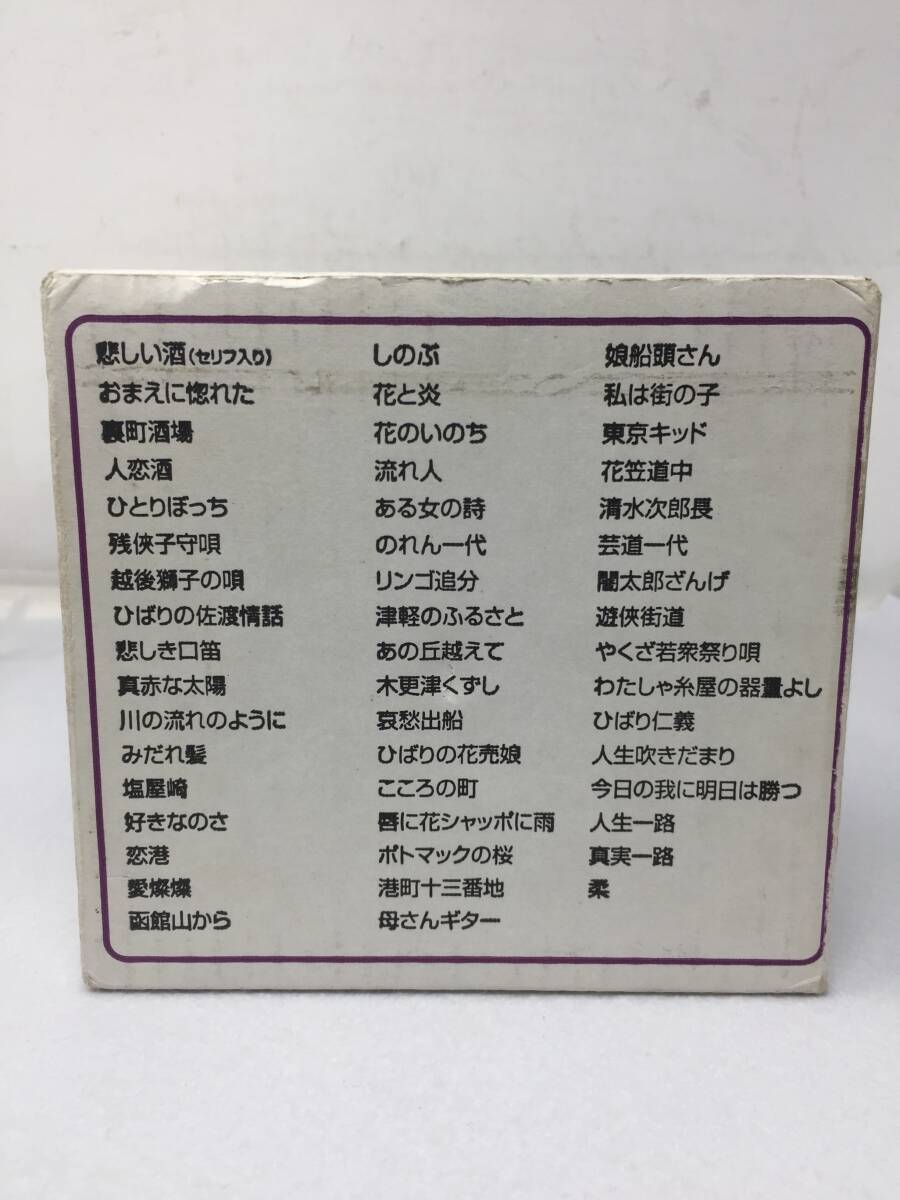 悲しい酒(セリフ入り)
おまえに惚れた
裏町酒場
人恋酒
ひとりぼっち
残侠子守唄
越後獅子の唄
ひばりの佐渡情話
悲しき口笛
真赤な太陽
川の流れのように
みだれ髪
塩屋崎
好きなのさ
恋港
愛燦燦
函館山から
しのぶ
花と炎
花のいのち
流れ人
ある女の詩
のれん一代
リンゴ追分
津軽のふるさと
あの丘越えて
木更津くずし
哀愁出船
ひばりの花売娘
こころの町
唇に花シャッポに雨
ポトマックの桜
港町十三番地
母さんギター
娘船頭さん
私は街の子
東京キッド
花笠道中
清水次郎長
芸道一代
闇太郎ざんげ
遊侠街道
やくざ若衆祭り唄
わたしゃ糸屋の器量よし
ひばり仁義
人生吹きだまり
今日の我に明日は勝つ
人生一路
真実一路
柔